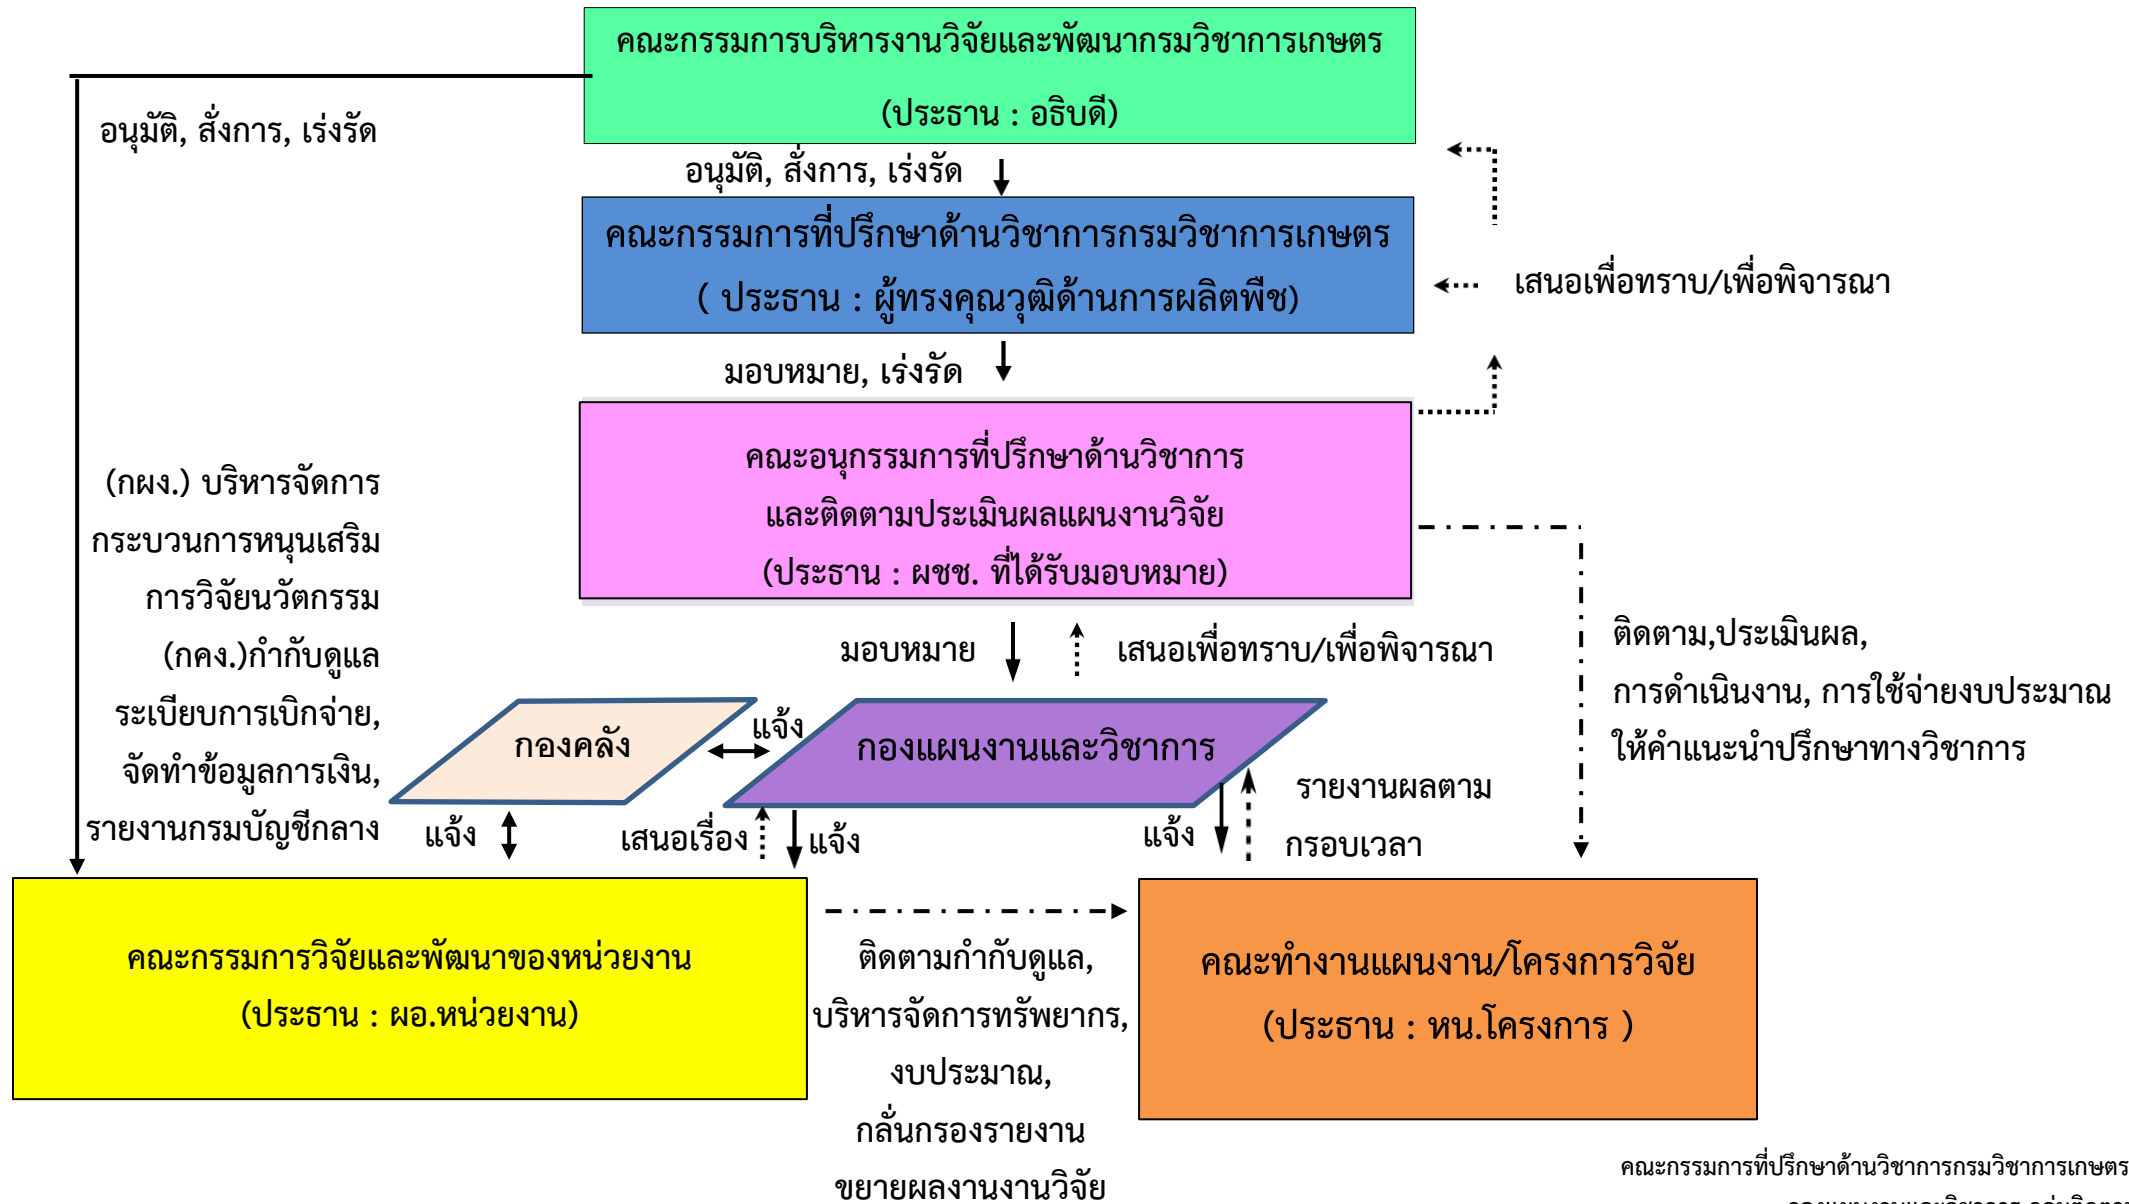 คณะกรรมการบริหารงานวิจัยและพัฒนากรมวิชาการเกษตร
(ประธาน : อธิบดี)
อนุมัติ, สั่งการ, เร่งรัด
อนุมัติ, สั่งการ, เร่งรัด
คณะกรรมการที่ปรึกษาด้านวิชาการกรมวิชาการเกษตร
( ประธาน : ผู้ทรงคุณวุฒิด้านการผลิตพืช)
เสนอเพื่อทราบ/เพื่อพิจารณา
มอบหมาย, เร่งรัด
คณะอนุกรรมการที่ปรึกษาด้านวิชาการ
และติดตามประเมินผลแผนงานวิจัย
(ประธาน : ผชช. ที่ได้รับมอบหมาย)
(กผง.) บริหารจัดการ
กระบวนการหนุนเสริม
การวิจัยนวัตกรรม
(กคง.)กำกับดูแล
ระเบียบการเบิกจ่าย,
จัดทำข้อมูลการเงิน,
รายงานกรมบัญชีกลาง
มอบหมาย
เสนอเพื่อทราบ/เพื่อพิจารณา
ติดตาม,ประเมินผล,
การดำเนินงาน, การใช้จ่ายงบประมาณ
ให้คำแนะนำปรึกษาทางวิชาการ
กองคลัง
แจ้ง
กองแผนงานและวิชาการ
แจ้ง
เสนอเรื่อง
แจ้ง
แจ้ง
รายงานผลตาม
กรอบเวลา
คณะกรรมการวิจัยและพัฒนาของหน่วยงาน
(ประธาน : ผอ.หน่วยงาน)
ติดตามกำกับดูแล,
บริหารจัดการทรัพยากร,
งบประมาณ,
กลั่นกรองรายงาน
ขยายผลงานงานวิจัย
คณะทำงานแผนงาน/โครงการวิจัย
(ประธาน : หน.โครงการ )
คณะกรรมการที่ปรึกษาด้านวิชาการกรมวิชาการเกษตร